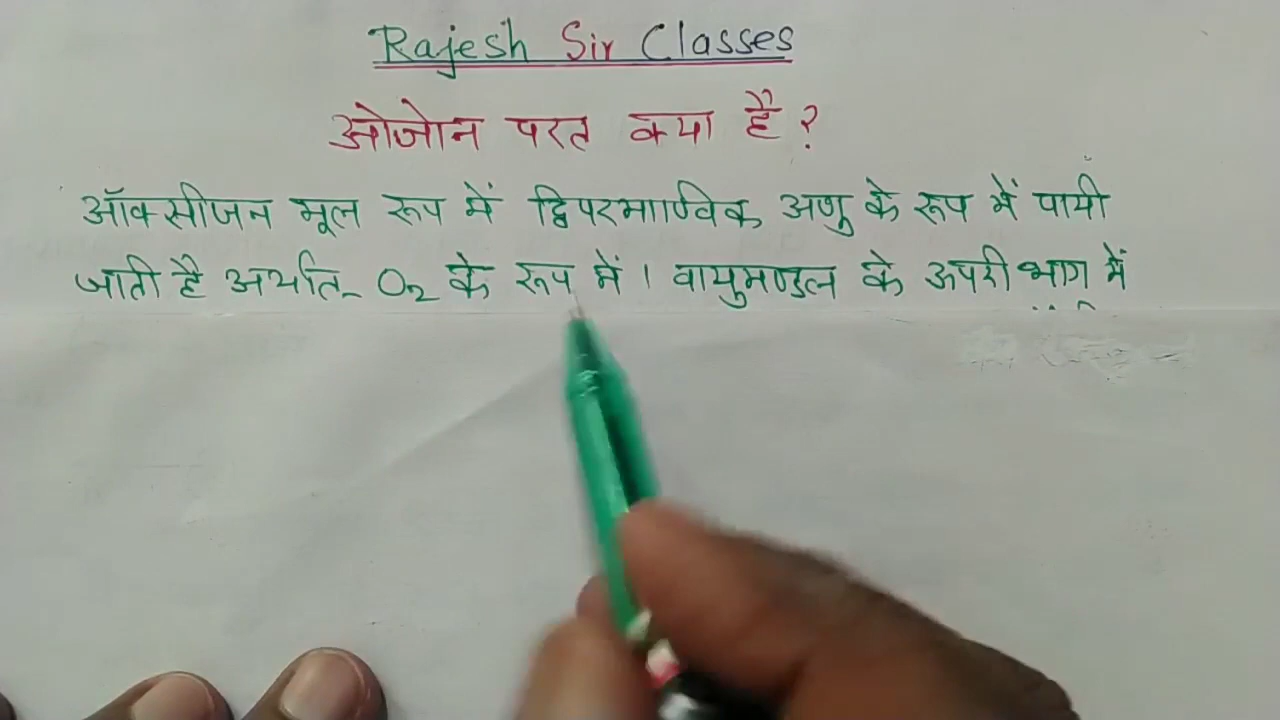 Rajesh Sir Classes
ओजोन परत क्या है ?
ऑक्सीजन मूल रूप में द्विपरमाण्विक अणु के रूप में पायी
जाती है अर्थात- O₂ के रूप में । वायुमण्डल के ऊपरी भाग में